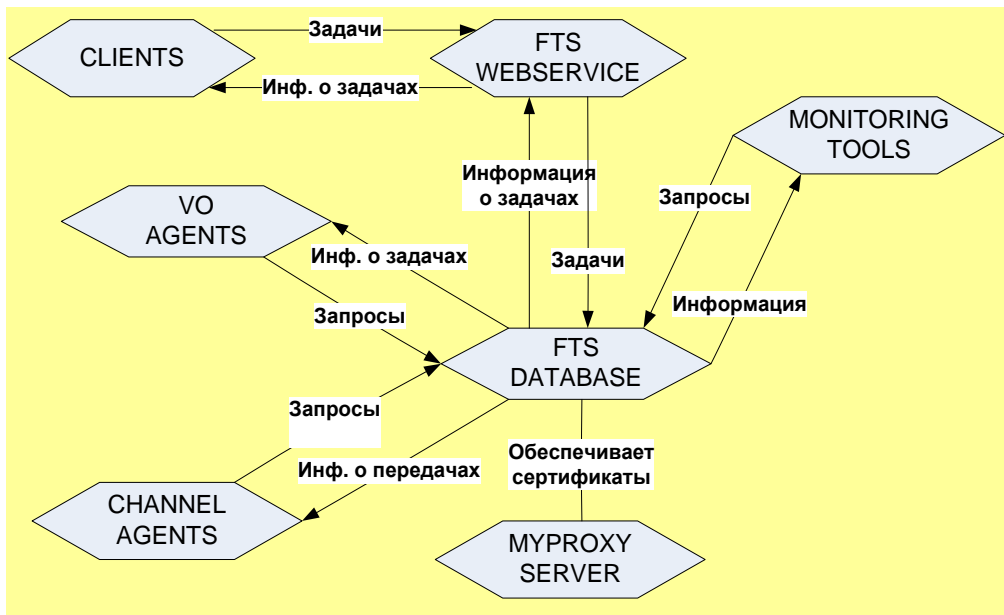 CLIENTS
Задачи
Инф. о задачах
FTS
WEBSERVICE
MONITORING
TOOLS
Информация
о задачах
Запросы
VO
AGENTS
Инф. о задачах
Задачи
Информация
Запросы
FTS
DATABASE
Запросы
Инф. о передачах
Обеспечивает
сертификаты
CHANNEL
AGENTS
MYPROXY
SERVER